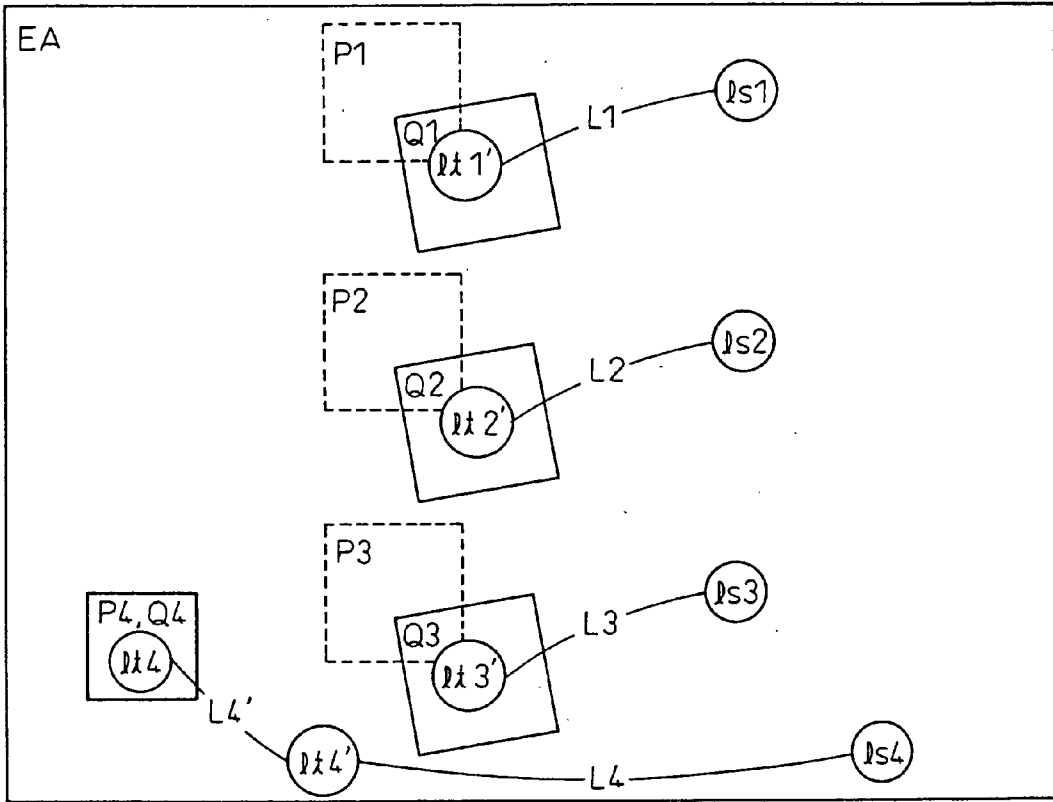 EA
P1
ls1
L1
Q1
lt1'
P2
ls2
L2
Q2
lt2'
P3
ls3
L3
Q3
lt3'
P4,Q4
lt4
L4'
lt4'
L4
ls4